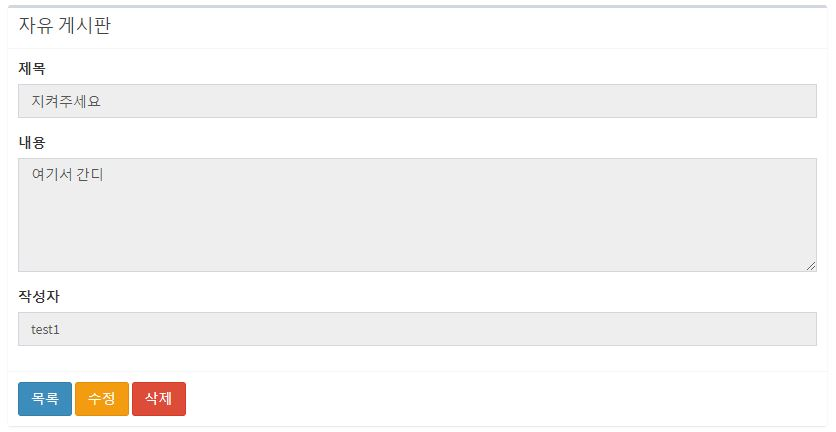 자유 게시판
제목
지켜주세요
내용
여기서 간디
작성자
test1
목록 수정 삭제